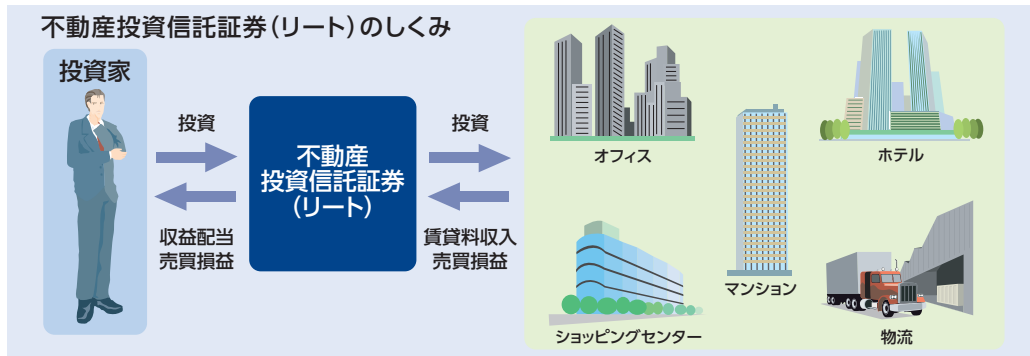 不動産投資信託証券(リート)のしくみ
投資家
投資
収益配当
売買損益
不動産
投資信託証券
(リート)
投資
賃貸料収入
売買損益
オフィス
ホテル
マンション
ショッピングセンター
物流